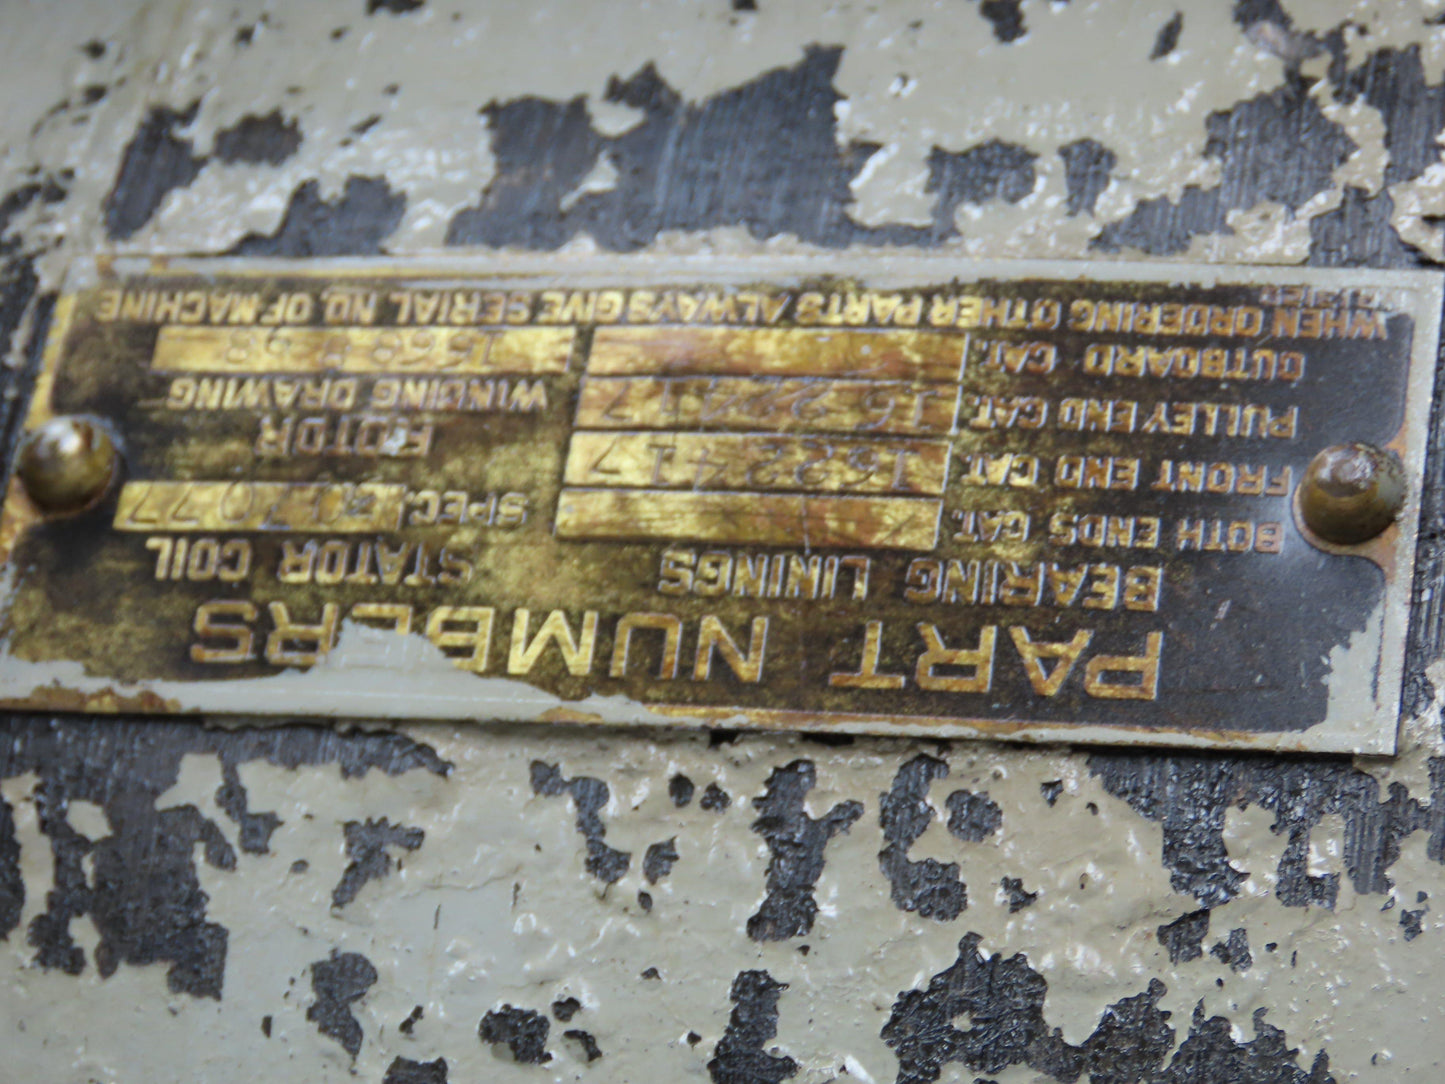 PART NUMBERS
BEARING LININGS STATOR COIL
BOTH ENDS CAT. SPEC.
FRONT END CAT. 1622417 ROTOR
PULLEY END CAT. 1622417 WINDING DRAWING
OUTBOARD CAT.
WHEN ORDERING OTHER PARTS ALWAYS GIVE SERIAL NO. OF MACHINE